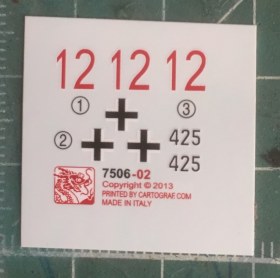 12 12 12
① ③
②
425
425
7506-02
Copyright © 2013
PRINTED BY CARTOGRAF.COM
MADE IN ITALY